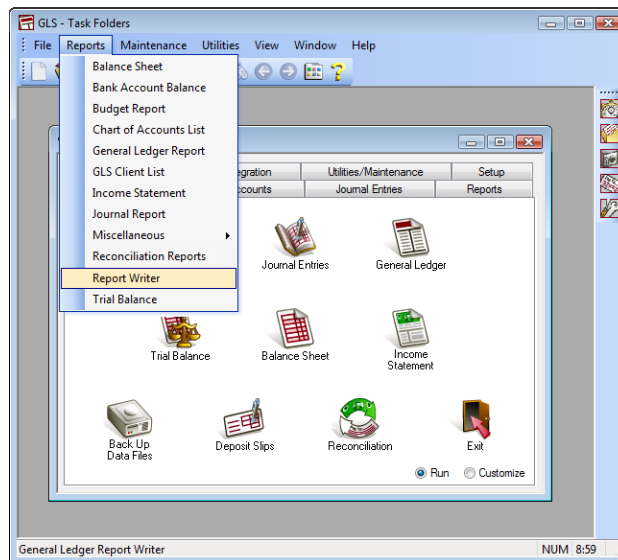 GLS - Task Folders
File Reports Maintenance Utilities View Window Help
Balance Sheet
Bank Account Balance
Budget Report
Chart of Accounts List
General Ledger Report
GLS Client List
Income Statement
Journal Report
Miscellaneous
Reconciliation Reports
Report Writer
Trial Balance
Utilities/Maintenance Setup
Journal Entries Reports
Journal Entries General Ledger
Trial Balance Balance Sheet Income
Statement
Back Up
Data Files Deposit Slips Reconciliation Exit
Run Customize
General Ledger Report Writer NUM 8:59